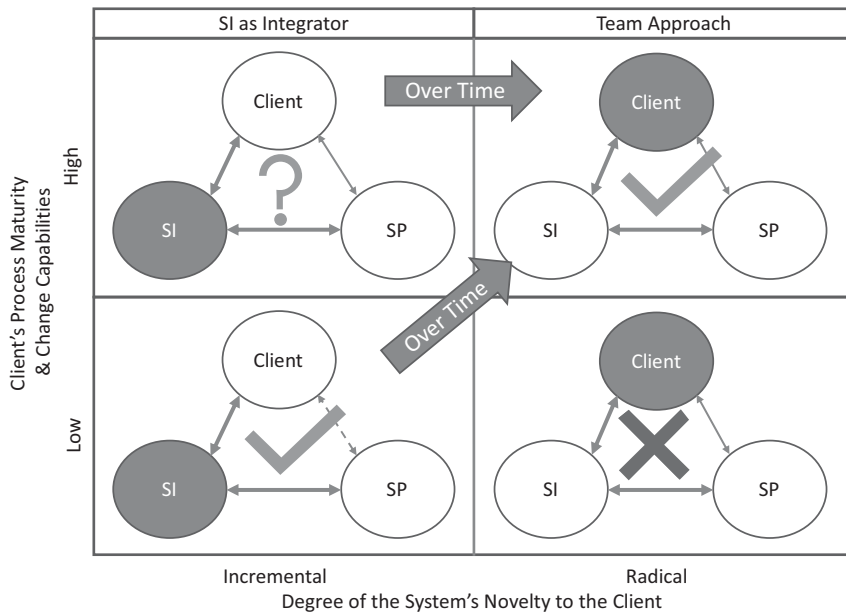 SI as Integrator
Team Approach
Client's Process Maturity
& Change Capabilities
High
Client
SI
?
SP
Over Time
Client
SI
SP
Over Time
Low
Client
SI
SP
Client
SI
SP
Incremental
Radical
Degree of the System's Novelty to the Client